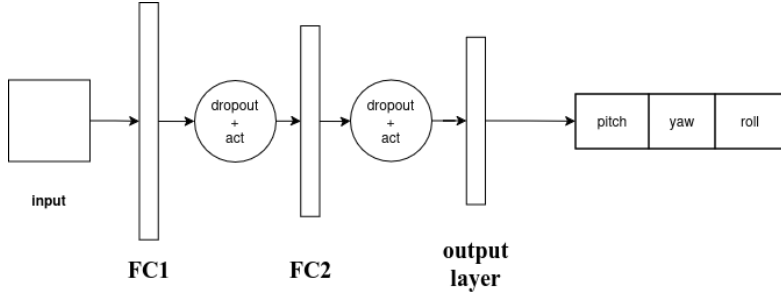 dropout
+
act
dropout
+
act
pitch yaw roll
input
FC1
FC2
output
layer